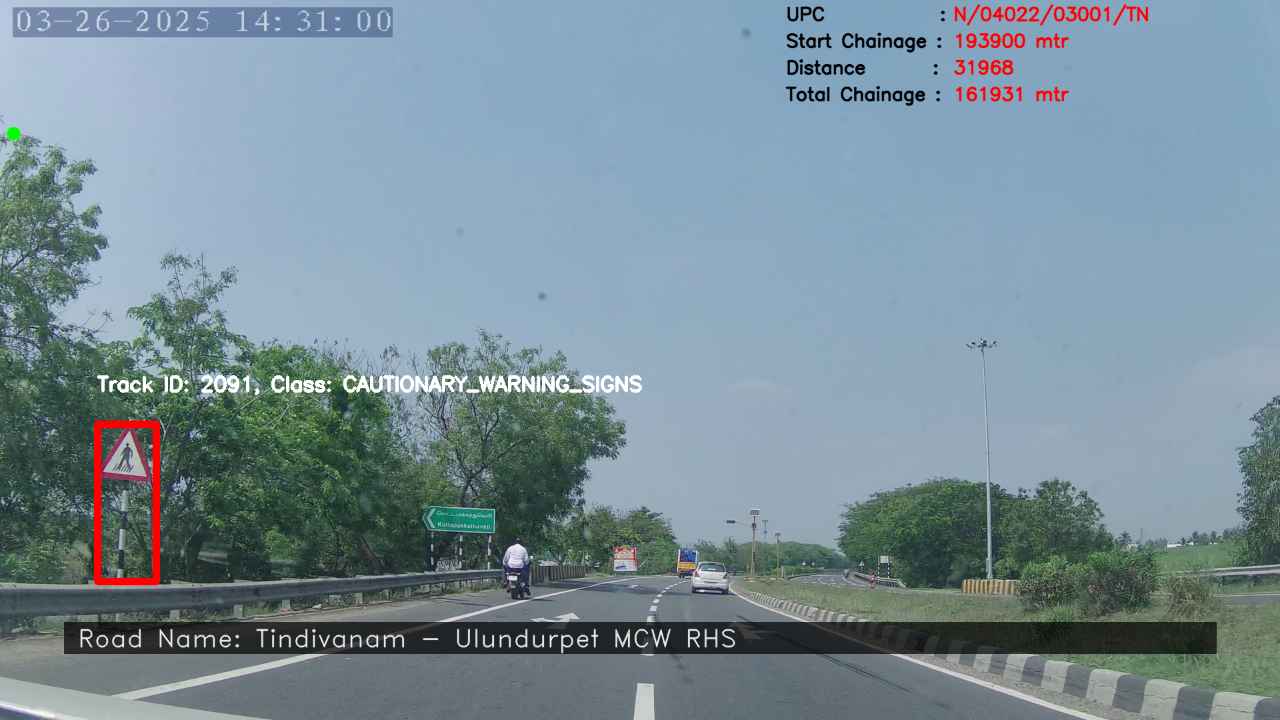 03-26-2025 14:31:00
UPC : N/04022/03001/TN
Start Chainage : 193900 mtr
Distance : 31968
Total Chainage : 161931 mtr
Track ID: 2091, Class: CAUTIONARY_WARNING_SIGNS
Road Name: Tindivanam - Ulundurpet MCW RHS